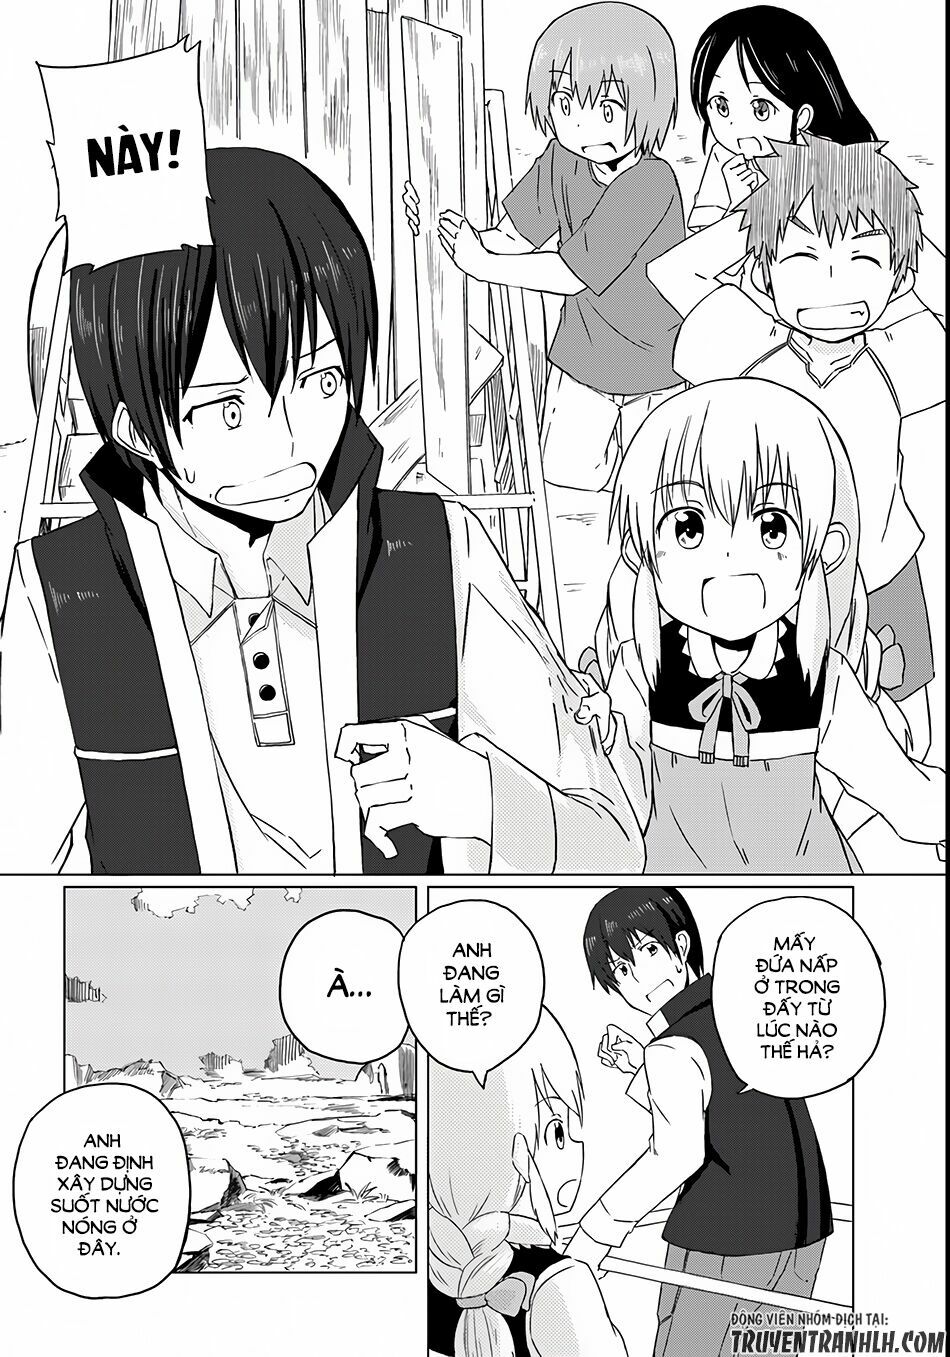 NÀY!
MẤY
ĐỨA NẤP
Ở TRONG
ĐẤY TỪ
LÚC NÀO
THẾ HẢ?
ANH
ĐANG
LÀM GÌ
THẾ?
À...
ANH
ĐANG ĐỊNH
XÂY DỰNG
SUỐT NƯỚC
NÓNG Ở
ĐÂY.
ĐỘNG VIÊN NHÓM DỊCH TẠI:
TRUYENTRANHLH.COM